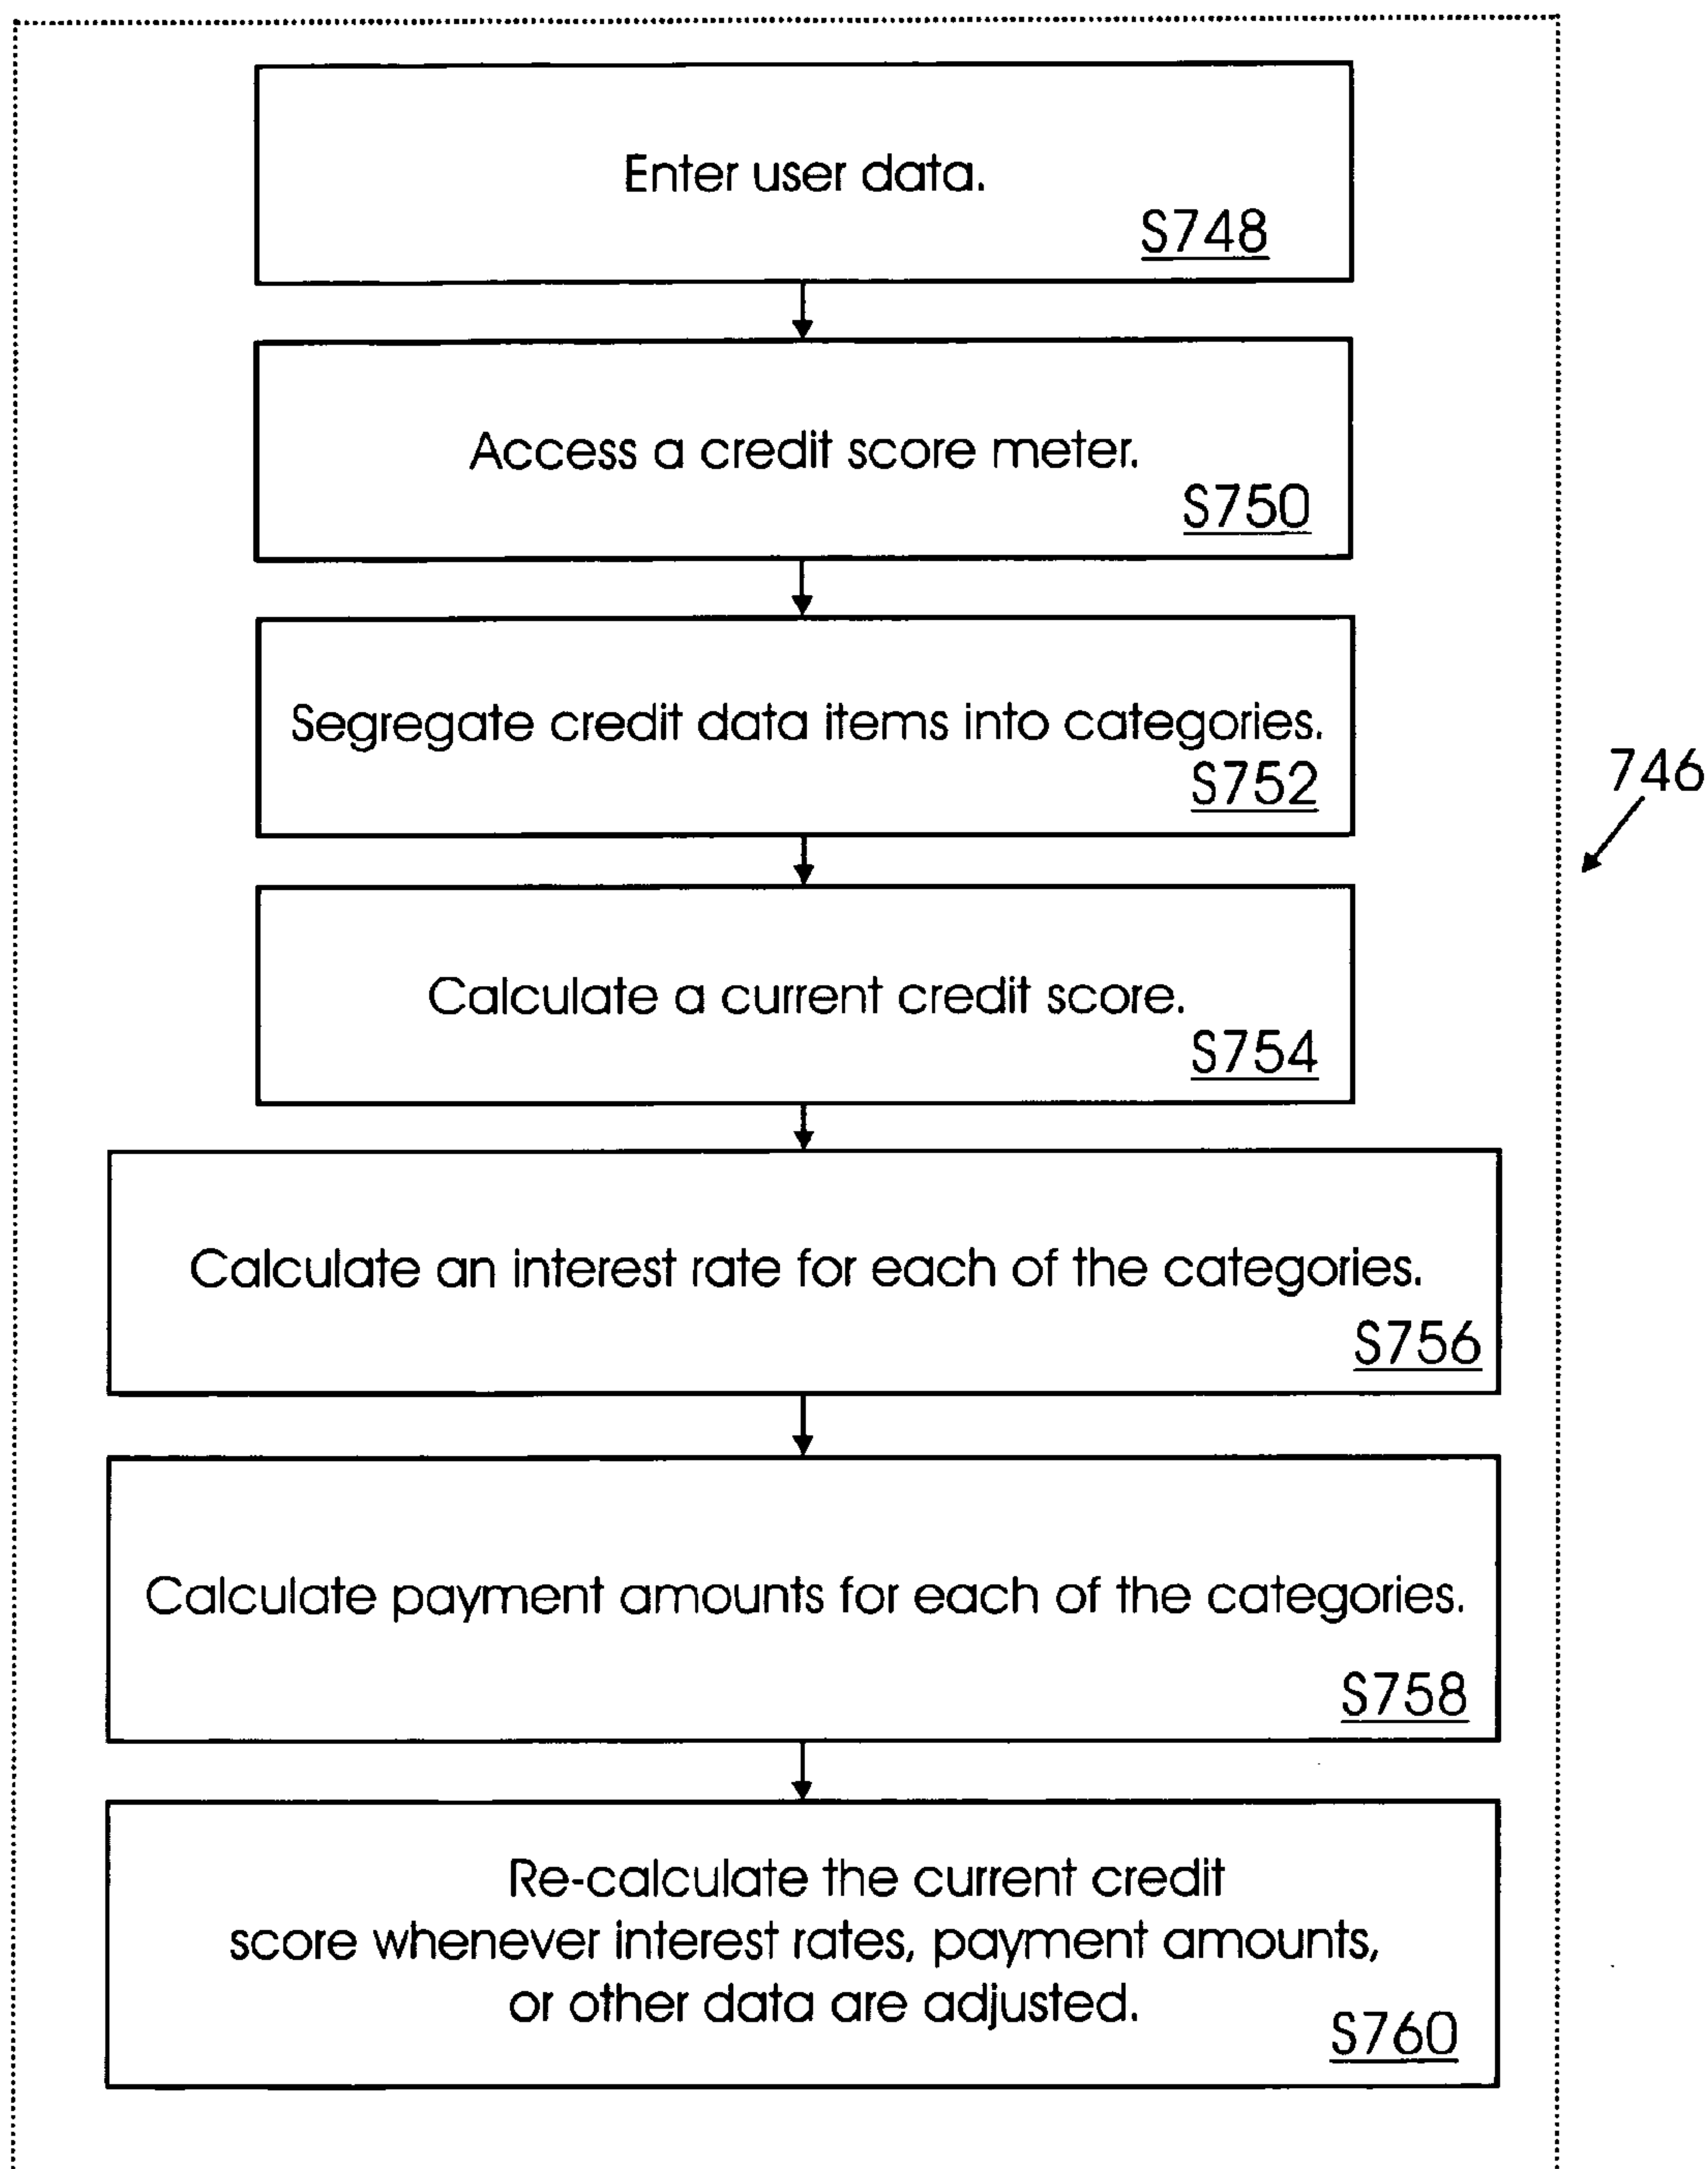 Enter user data.
S748
Access a credit score meter.
S750
Segregate credit data items into categories.
S752
746
Calculate a current credit score.
S754
Calculate an interest rate for each of the categories.
S756
Calculate payment amounts for each of the categories.
S758
Re-calculate the current credit
score whenever interest rates, payment amounts,
or other data are adjusted.
S760